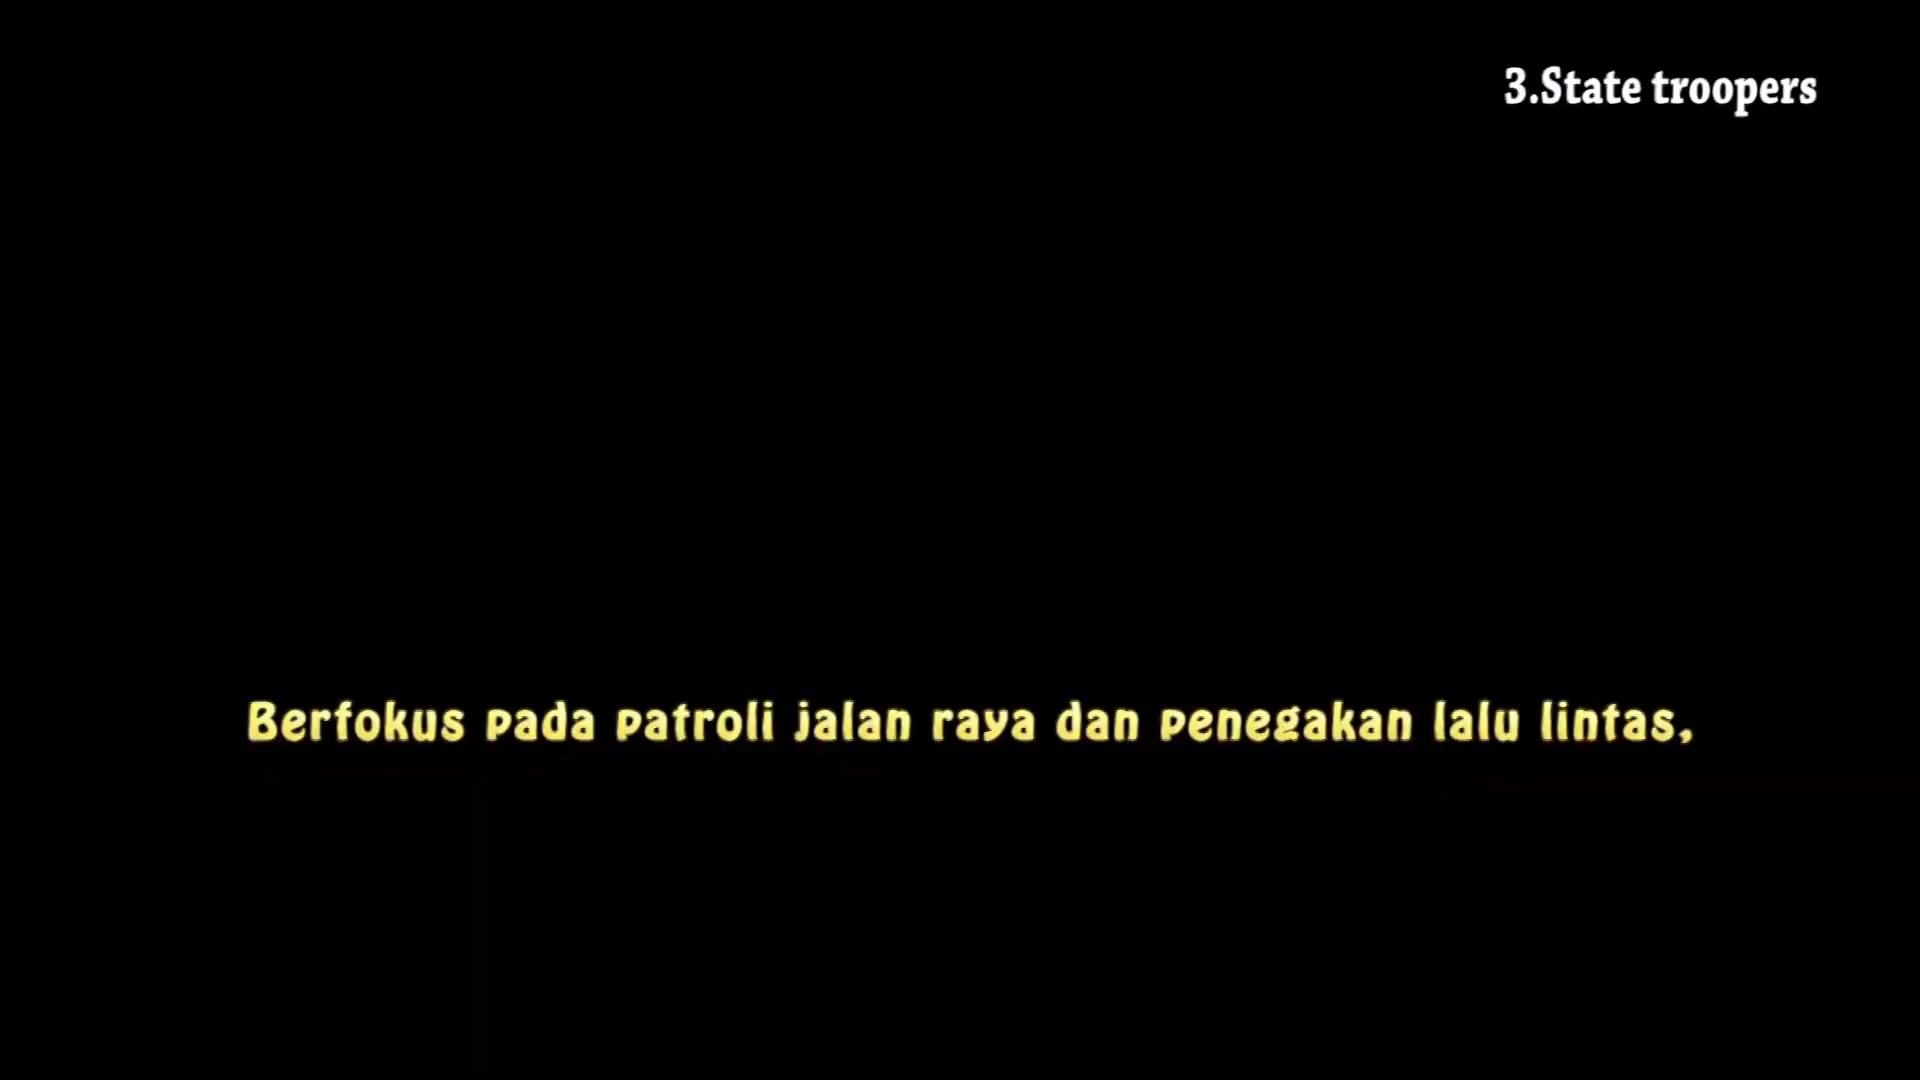 3.State troopers
Berfokus pada patroli jalan raya dan penegakan lalu lintas,